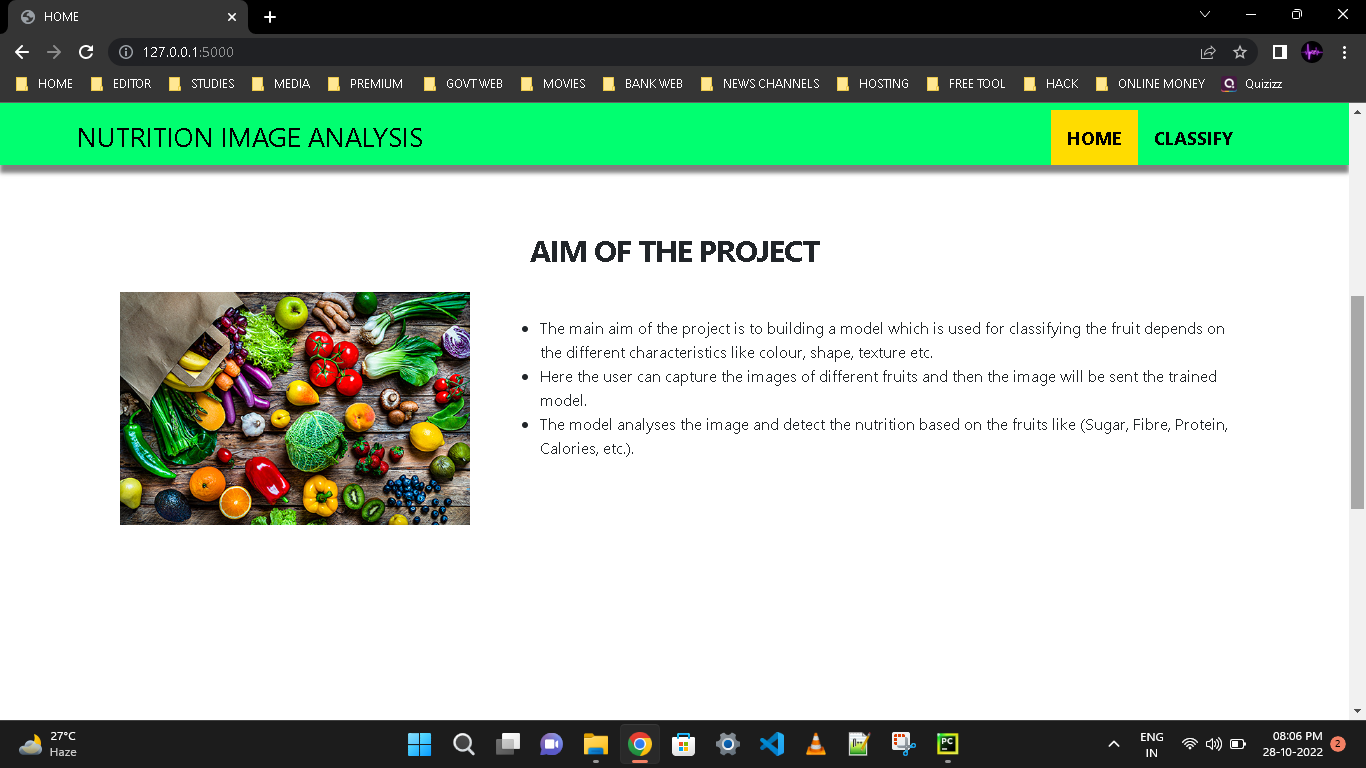 HOME
127.0.0.1:5000
HOME EDITOR STUDIES MEDIA PREMIUM GOVT WEB MOVIES BANK WEB NEWS CHANNELS HOSTING FREE TOOL HACK ONLINE MONEY Quizizz
NUTRITION IMAGE ANALYSIS HOME CLASSIFY
AIM OF THE PROJECT
The main aim of the project is to building a model which is used for classifying the fruit depends on
the different characteristics like colour, shape, texture etc.
Here the user can capture the images of different fruits and then the image will be sent the trained
model.
The model analyses the image and detect the nutrition based on the fruits like (Sugar, Fibre, Protein,
Calories, etc.).
27°C
Haze
PC
ENG
IN
08:06 PM
28-10-2022
2